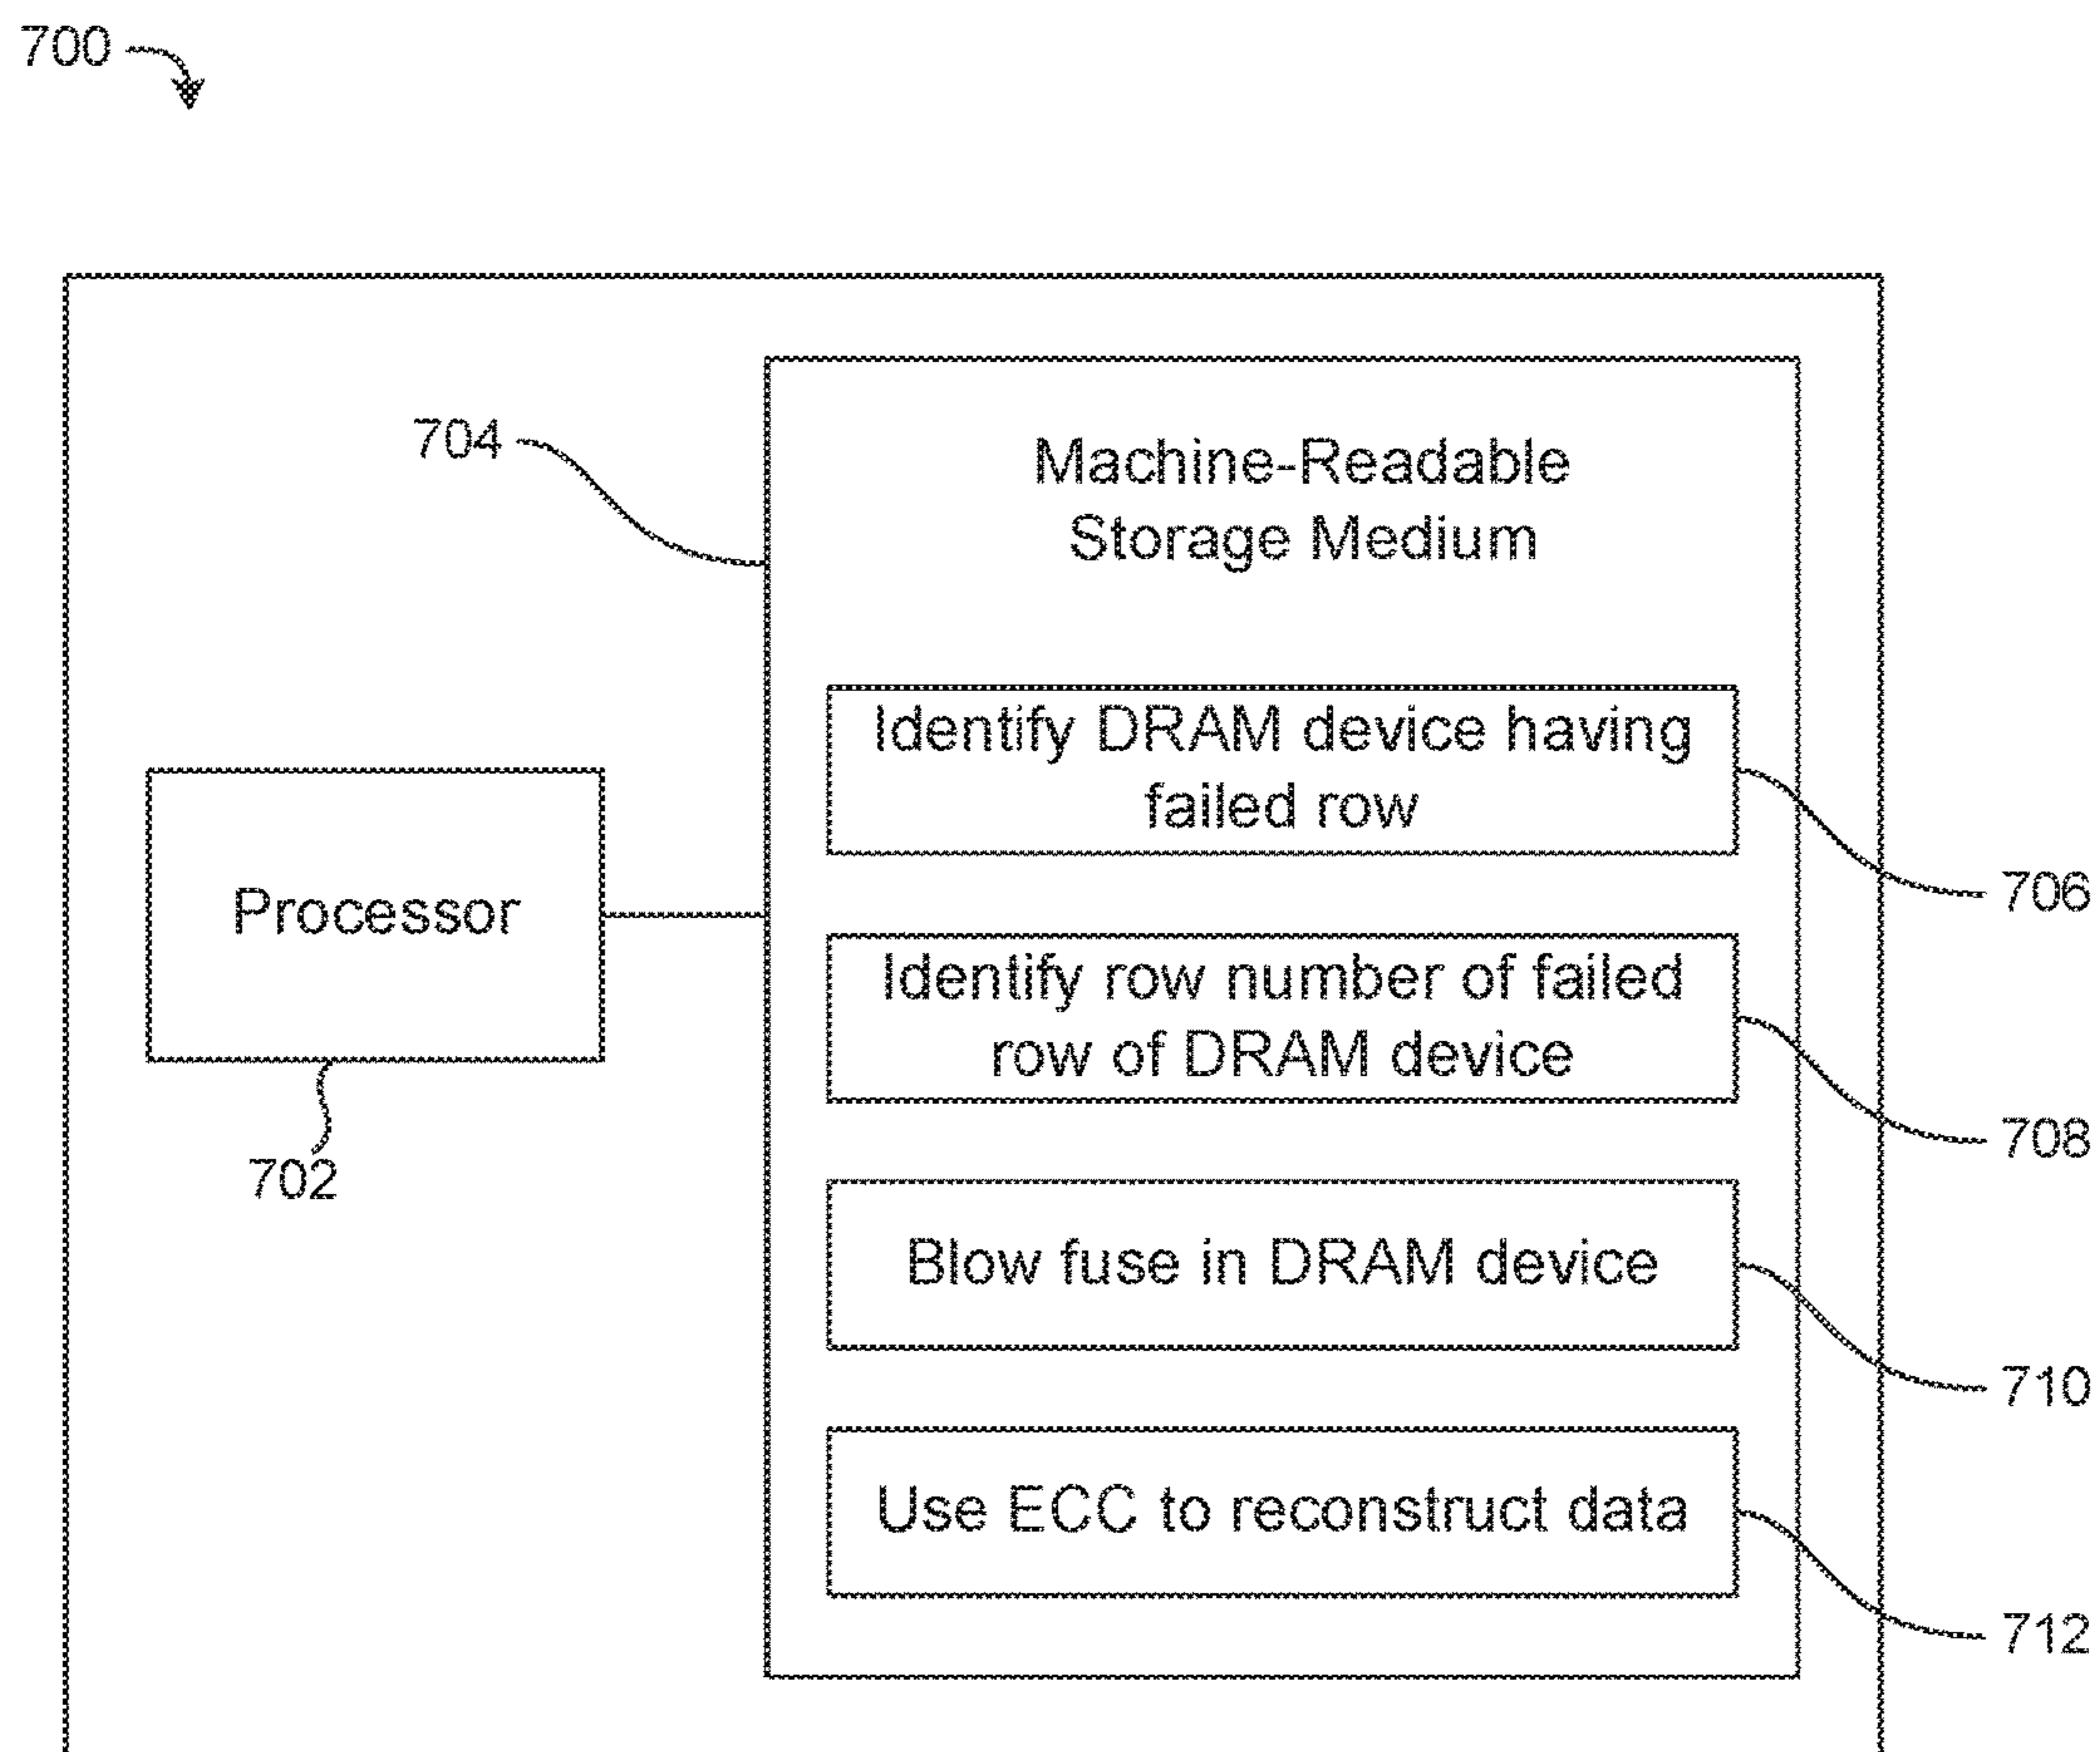 700
704
Machine-Readable
Storage Medium
Identify DRAM device having
failed row
706
Processor
702
Identify row number of failed
row of DRAM device
708
Blow fuse in DRAM device
710
Use ECC to reconstruct data
712